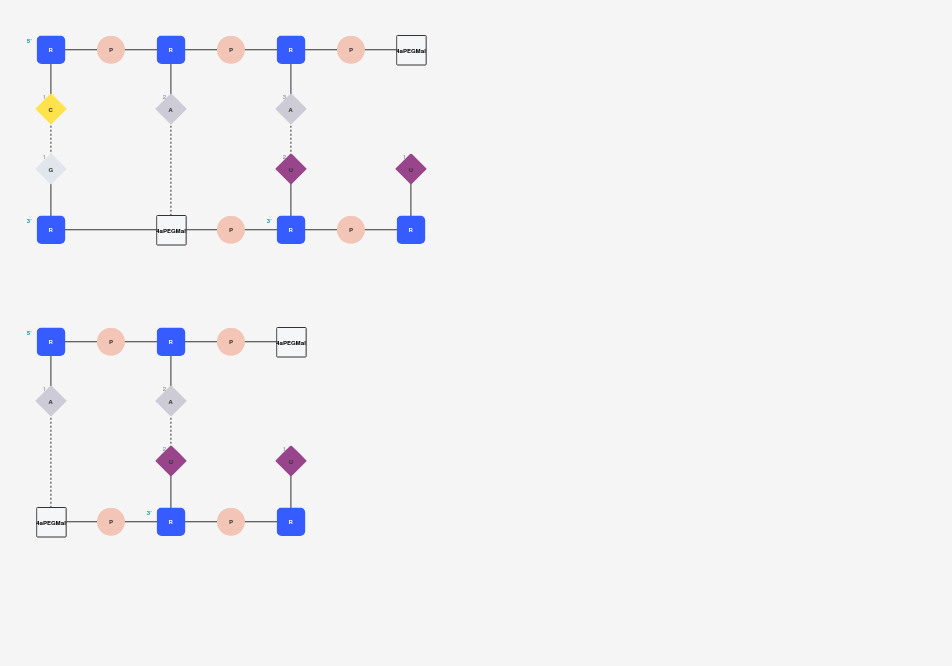 5'
R P R P R P 4aPEGMal
1 2 3
C A A
1 2 1
G U U
3' 3'
R 4aPEGMal P R P R
5'
R P R P 4aPEGMal
1 2
A A
2 1
U U
3'
4aPEGMal P R P R